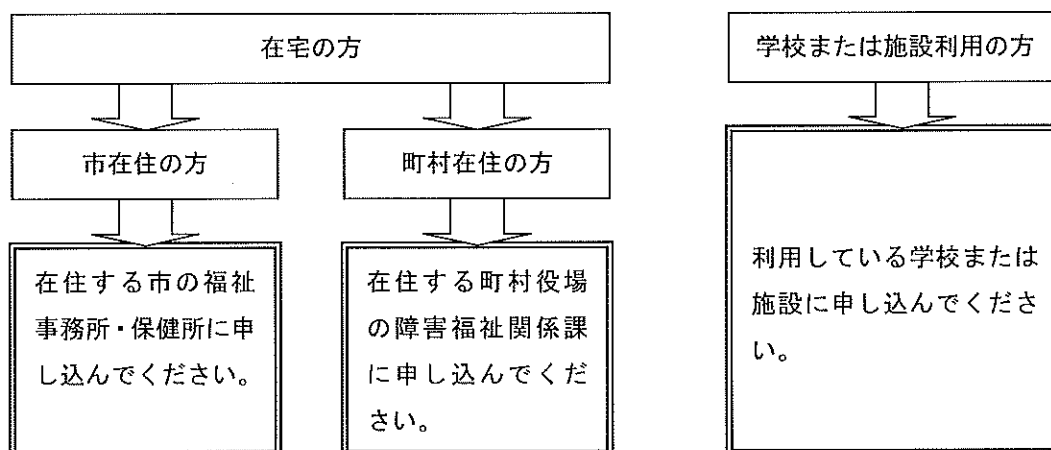 在宅の方
学校または施設利用の方
市在住の方
町村在住の方
在住する市の福祉
事務所・保健所に申
し込んでください。
在住する町村役場
の障害福祉関係課
に申し込んでくだ
さい。
利用している学校または
施設に申し込んでくださ
い。